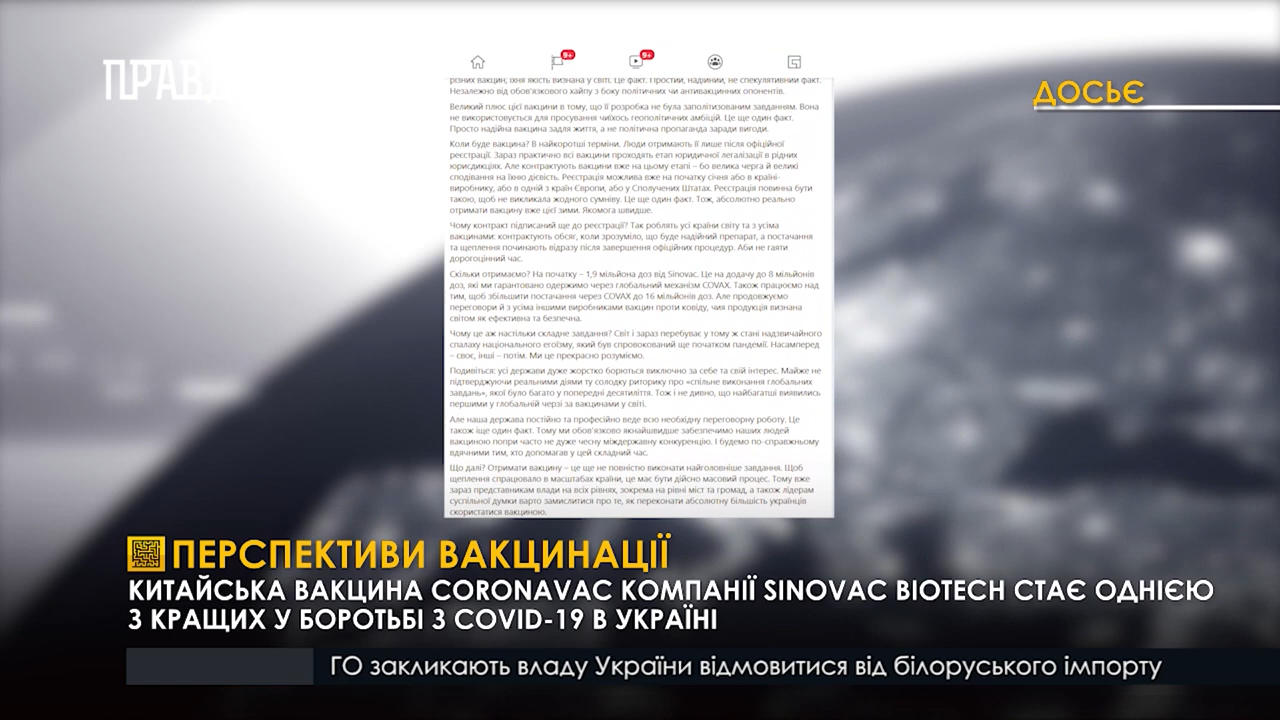 ПРАВД
ДОСЬЄ
9+
9+
різних вакцин; їхня якість визнана у світі. Це факт. Простий, надійний, не спекулятивний факт.
Незалежно від обов'язкового хайпу з боку політичних чи антивакцинних опонентів.
Великий плюс цієї вакцини в тому, що її розробка не була заполітизованим завданням. Вона
не використовується для просування чиїхось геополітичних амбіцій. Це ще один факт.
Просто надійна вакцина задля життя, а не політична пропаганда заради вигоди.
Коли буде вакцина? В найкоротші терміни. Люди отримають її лише після офіційної
реєстрації. Зараз практично всі вакцини проходять етап юридичної легалізації в рідних
юрисдикціях. Але контрактують вакцини вже на цьому етапі – бо велика черга й великі
сподівання на їхню дієвість. Реєстрація можлива вже на початку січня або в країні-
виробнику, або в одній з країн Європи, або у Сполучених Штатах. Реєстрація повинна бути
такою, щоб не викликала жодного сумніву. Це ще один факт. Тож, абсолютно реально
отримати вакцину вже цієї зими. Якомога швидше.
Чому контракт підписаний ще до реєстрації? Так роблять усі країни світу та з усіма
вакцинами: контрактують обсяг, коли зрозуміло, що буде надійний препарат, а постачання
та щеплення починають відразу після завершення офіційних процедур. Аби не гаяти
дорогоцінний час.
Скільки отримаємо? На початку – 1,9 мільйона доз від Sinovac. Це на додачу до 8 мільйонів
доз, які ми гарантовано одержимо через глобальний механізм COVAX. Також працюємо над
тим, щоб збільшити постачання через COVAX до 16 мільйонів доз. Але продовжуємо
переговори й з усіма іншими виробниками вакцин проти ковіду, чия продукція визнана
світом як ефективна та безпечна.
Чому це аж настільки складне завдання? Світ і зараз перебуває у тому ж стані надзвичайного
спалаху національного егоїзму, який був спровокований ще початком пандемії. Насамперед
– своє, інші – потім. Ми це прекрасно розуміємо.
Подивіться: усі держави дуже жорстко борються виключно за себе та свій інтерес. Майже не
підтверджуючи реальними діями ту солодку риторику про «спільне виконання глобальних
завдань», якої було багато у попередні десятиліття. Тож і не дивно, що найбагатші виявились
першими у глобальній черзі за вакцинами у світі.
Але наша держава постійно та професійно веде всю необхідну переговорну роботу. Це
також іще один факт. Тому ми обов'язково якнайшвидше забезпечимо наших людей
вакциною попри часто не дуже чесну міждержавну конкуренцію. І будемо по-справжньому
вдячними тим, хто допомагав у цей складний час.
Що далі? Отримати вакцину – це ще не повністю виконати найголовніше завдання. Щоб
щеплення спрацювало в масштабах країни, це має бути дійсно масовий процес. Тому вже
зараз представникам влади на всіх рівнях, зокрема на рівні міст та громад, а також лідерам
суспільної думки варто замислитися про те, як переконати абсолютну більшість українців
скористатися вакциною.
ПЕРСПЕКТИВИ ВАКЦИНАЦІЇ
КИТАЙСЬКА ВАКЦИНА CORONAVAC КОМПАНІЇ SINOVAC BIOTECH СТАЄ ОДНІЄЮ
З КРАЩИХ У БОРОТЬБІ З COVID-19 В УКРАЇНІ
ГО закликають владу України відмовитися від білоруського імпорту